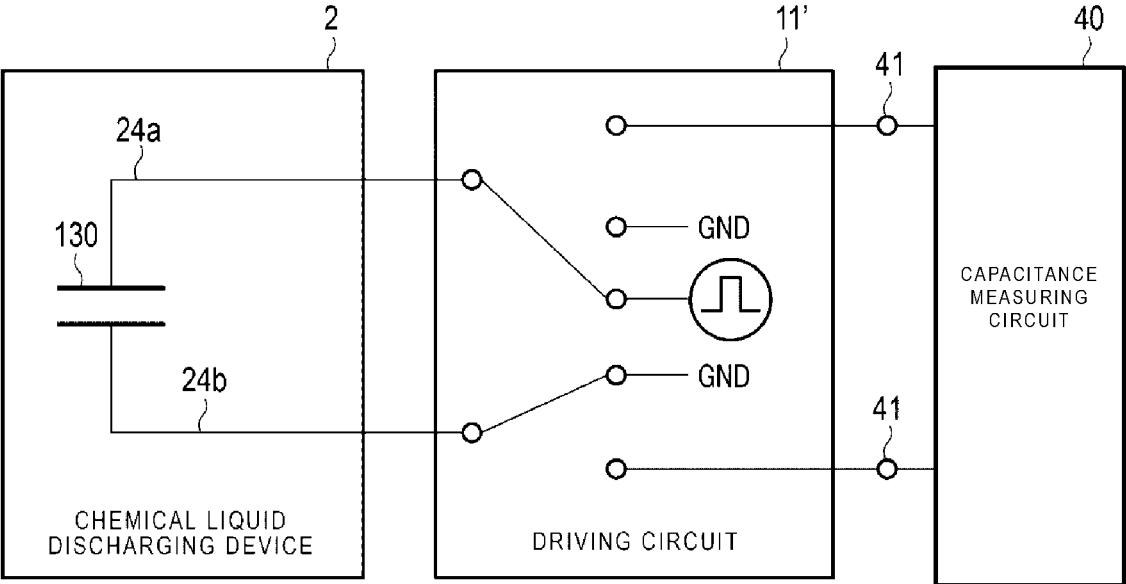 2
11'
40
41
24a
130
GND
CAPACITANCE
MEASURING
CIRCUIT
GND
24b
41
CHEMICAL LIQUID
DISCHARGING DEVICE
DRIVING CIRCUIT